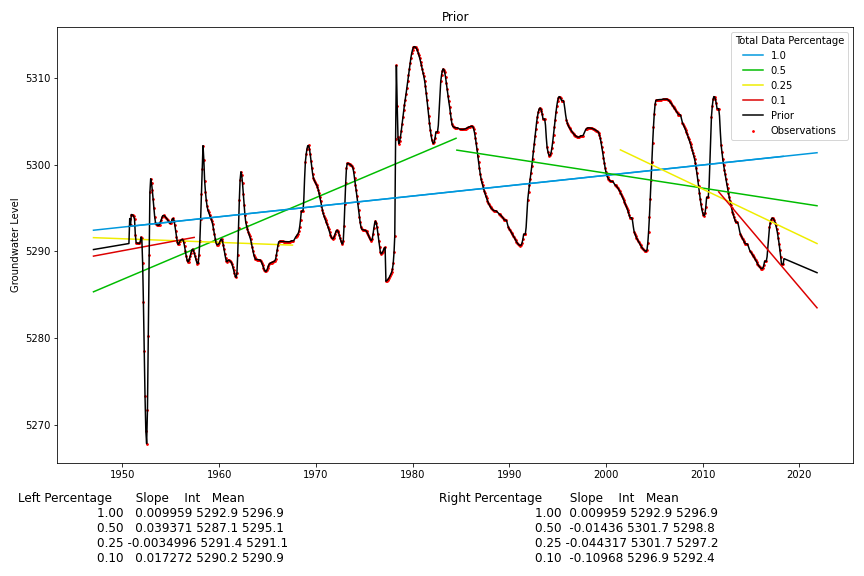 Prior
Total Data Percentage
1.0
0.5
0.25
0.1
Prior
Observations
Groundwater Level
5310
5300
5290
5280
5270
1950 1960 1970 1980 1990 2000 2010 2020
Left Percentage Slope Int Mean
1.00 0.009959 5292.9 5296.9
0.50 0.039371 5287.1 5295.1
0.25 -0.0034996 5291.4 5291.1
0.10 0.017272 5290.2 5290.9
Right Percentage Slope Int Mean
1.00 0.009959 5292.9 5296.9
0.50 -0.01436 5301.7 5298.8
0.25 -0.044317 5301.7 5297.2
0.10 -0.10968 5296.9 5292.4